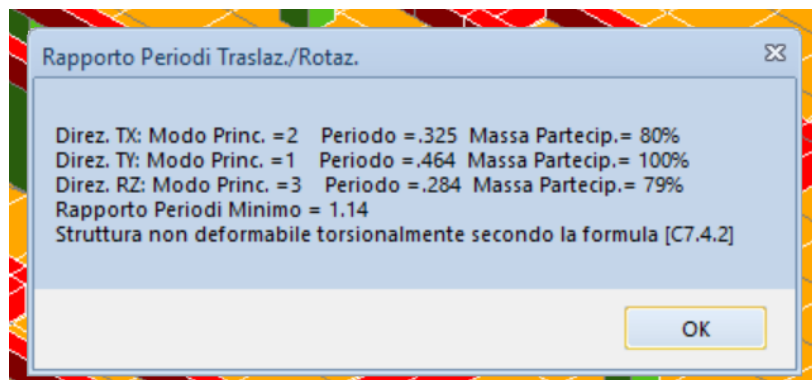 Rapporto Periodi Traslaz./Rotaz.
Direz. TX: Modo Princ. =2 Periodo =.325 Massa Partecip.= 80%
Direz. TY: Modo Princ. =1 Periodo =.464 Massa Partecip.= 100%
Direz. RZ: Modo Princ. =3 Periodo =.284 Massa Partecip.= 79%
Rapporto Periodi Minimo = 1.14
Struttura non deformabile torsionalmente secondo la formula [C7.4.2]
OK